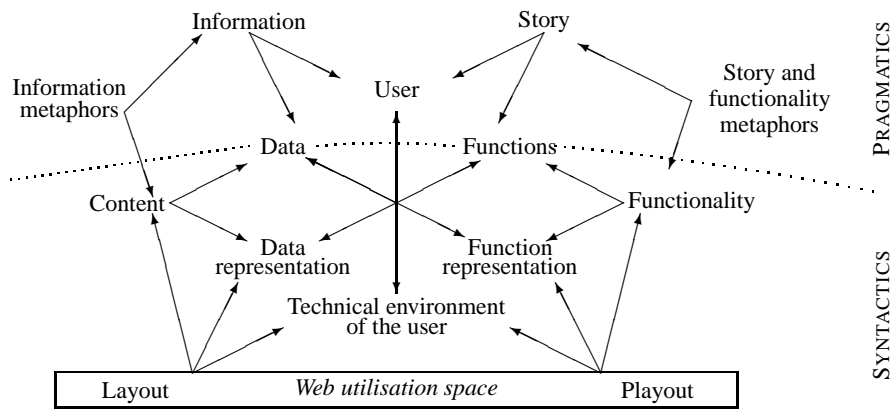 Information
Story
PRAGMATICS
Information
metaphors
User
Story and
functionality
metaphors
Data
Functions
Content
Functionality
Data
representation
Function
representation
SYNTACTICS
Technical environment
of the user
Layout
Web utilisation space
Playout